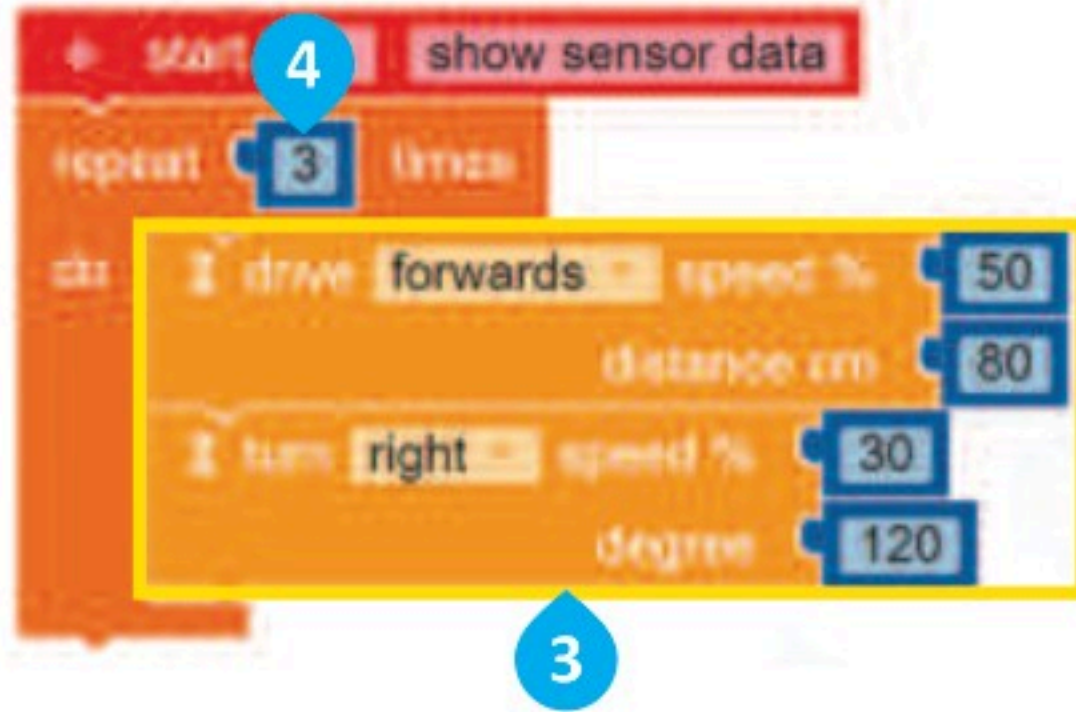 start 4 show sensor data
repeat 3 times
do drive forwards speed % 50
distance cm 80
turn right speed % 30
degree 120
3